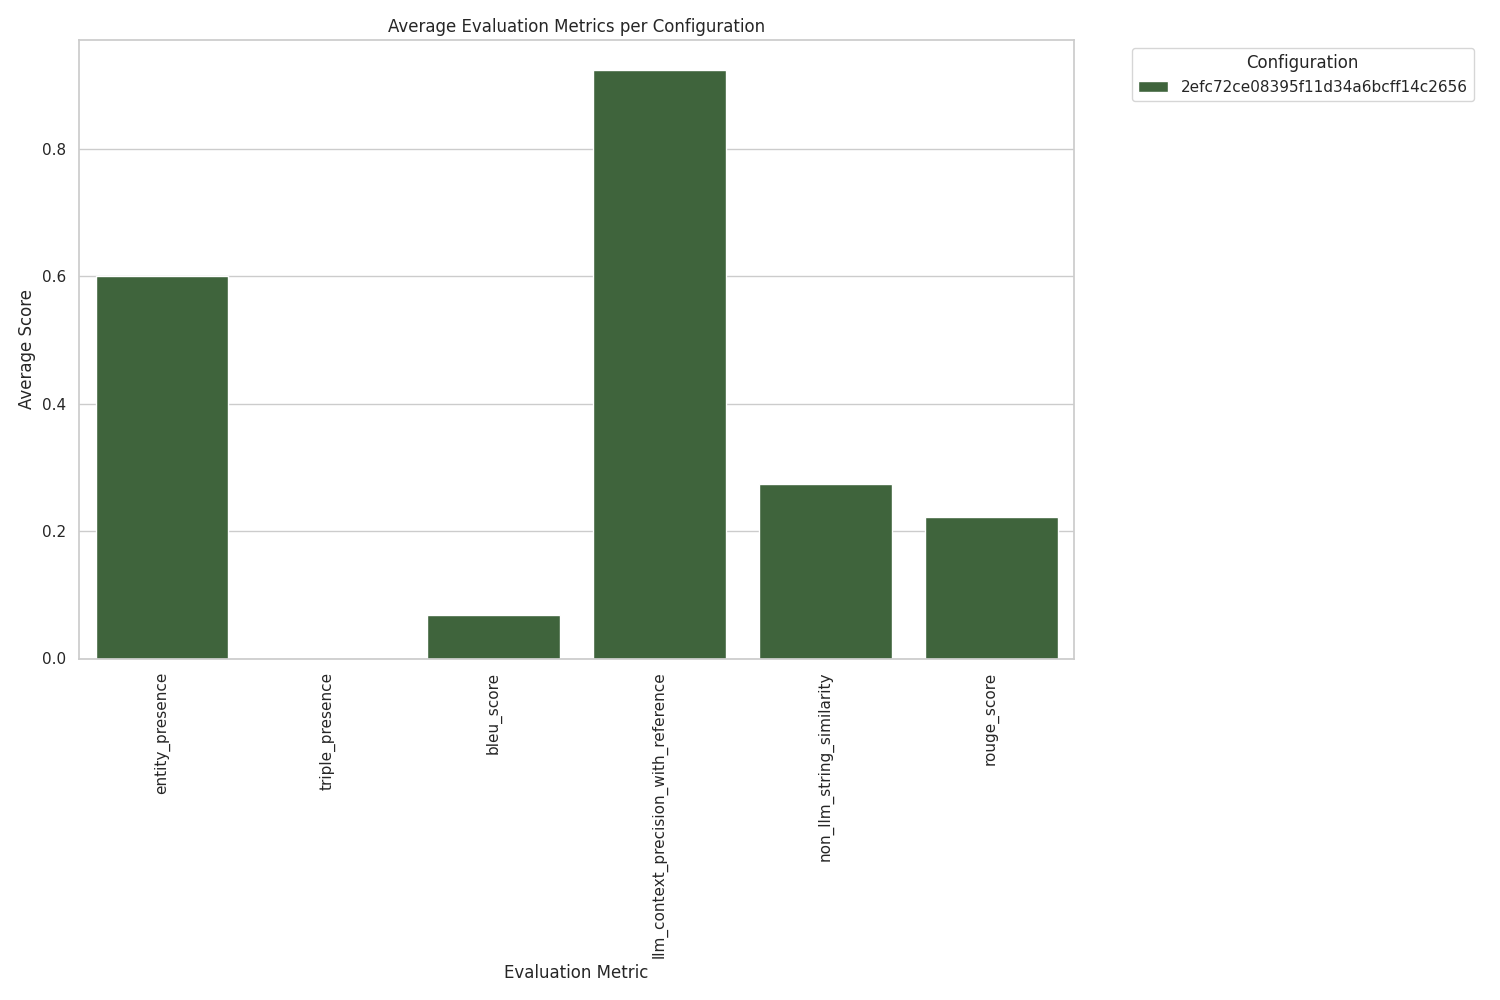 Average Evaluation Metrics per Configuration
Configuration
2efc72ce08395f11d34a6bcff14c2656
Average Score
0.8
0.6
0.4
0.2
0.0
entity_presence
triple_presence
bleu_score
llm_context_precision_with_reference
non_llm_string_similarity
rouge_score
Evaluation Metric